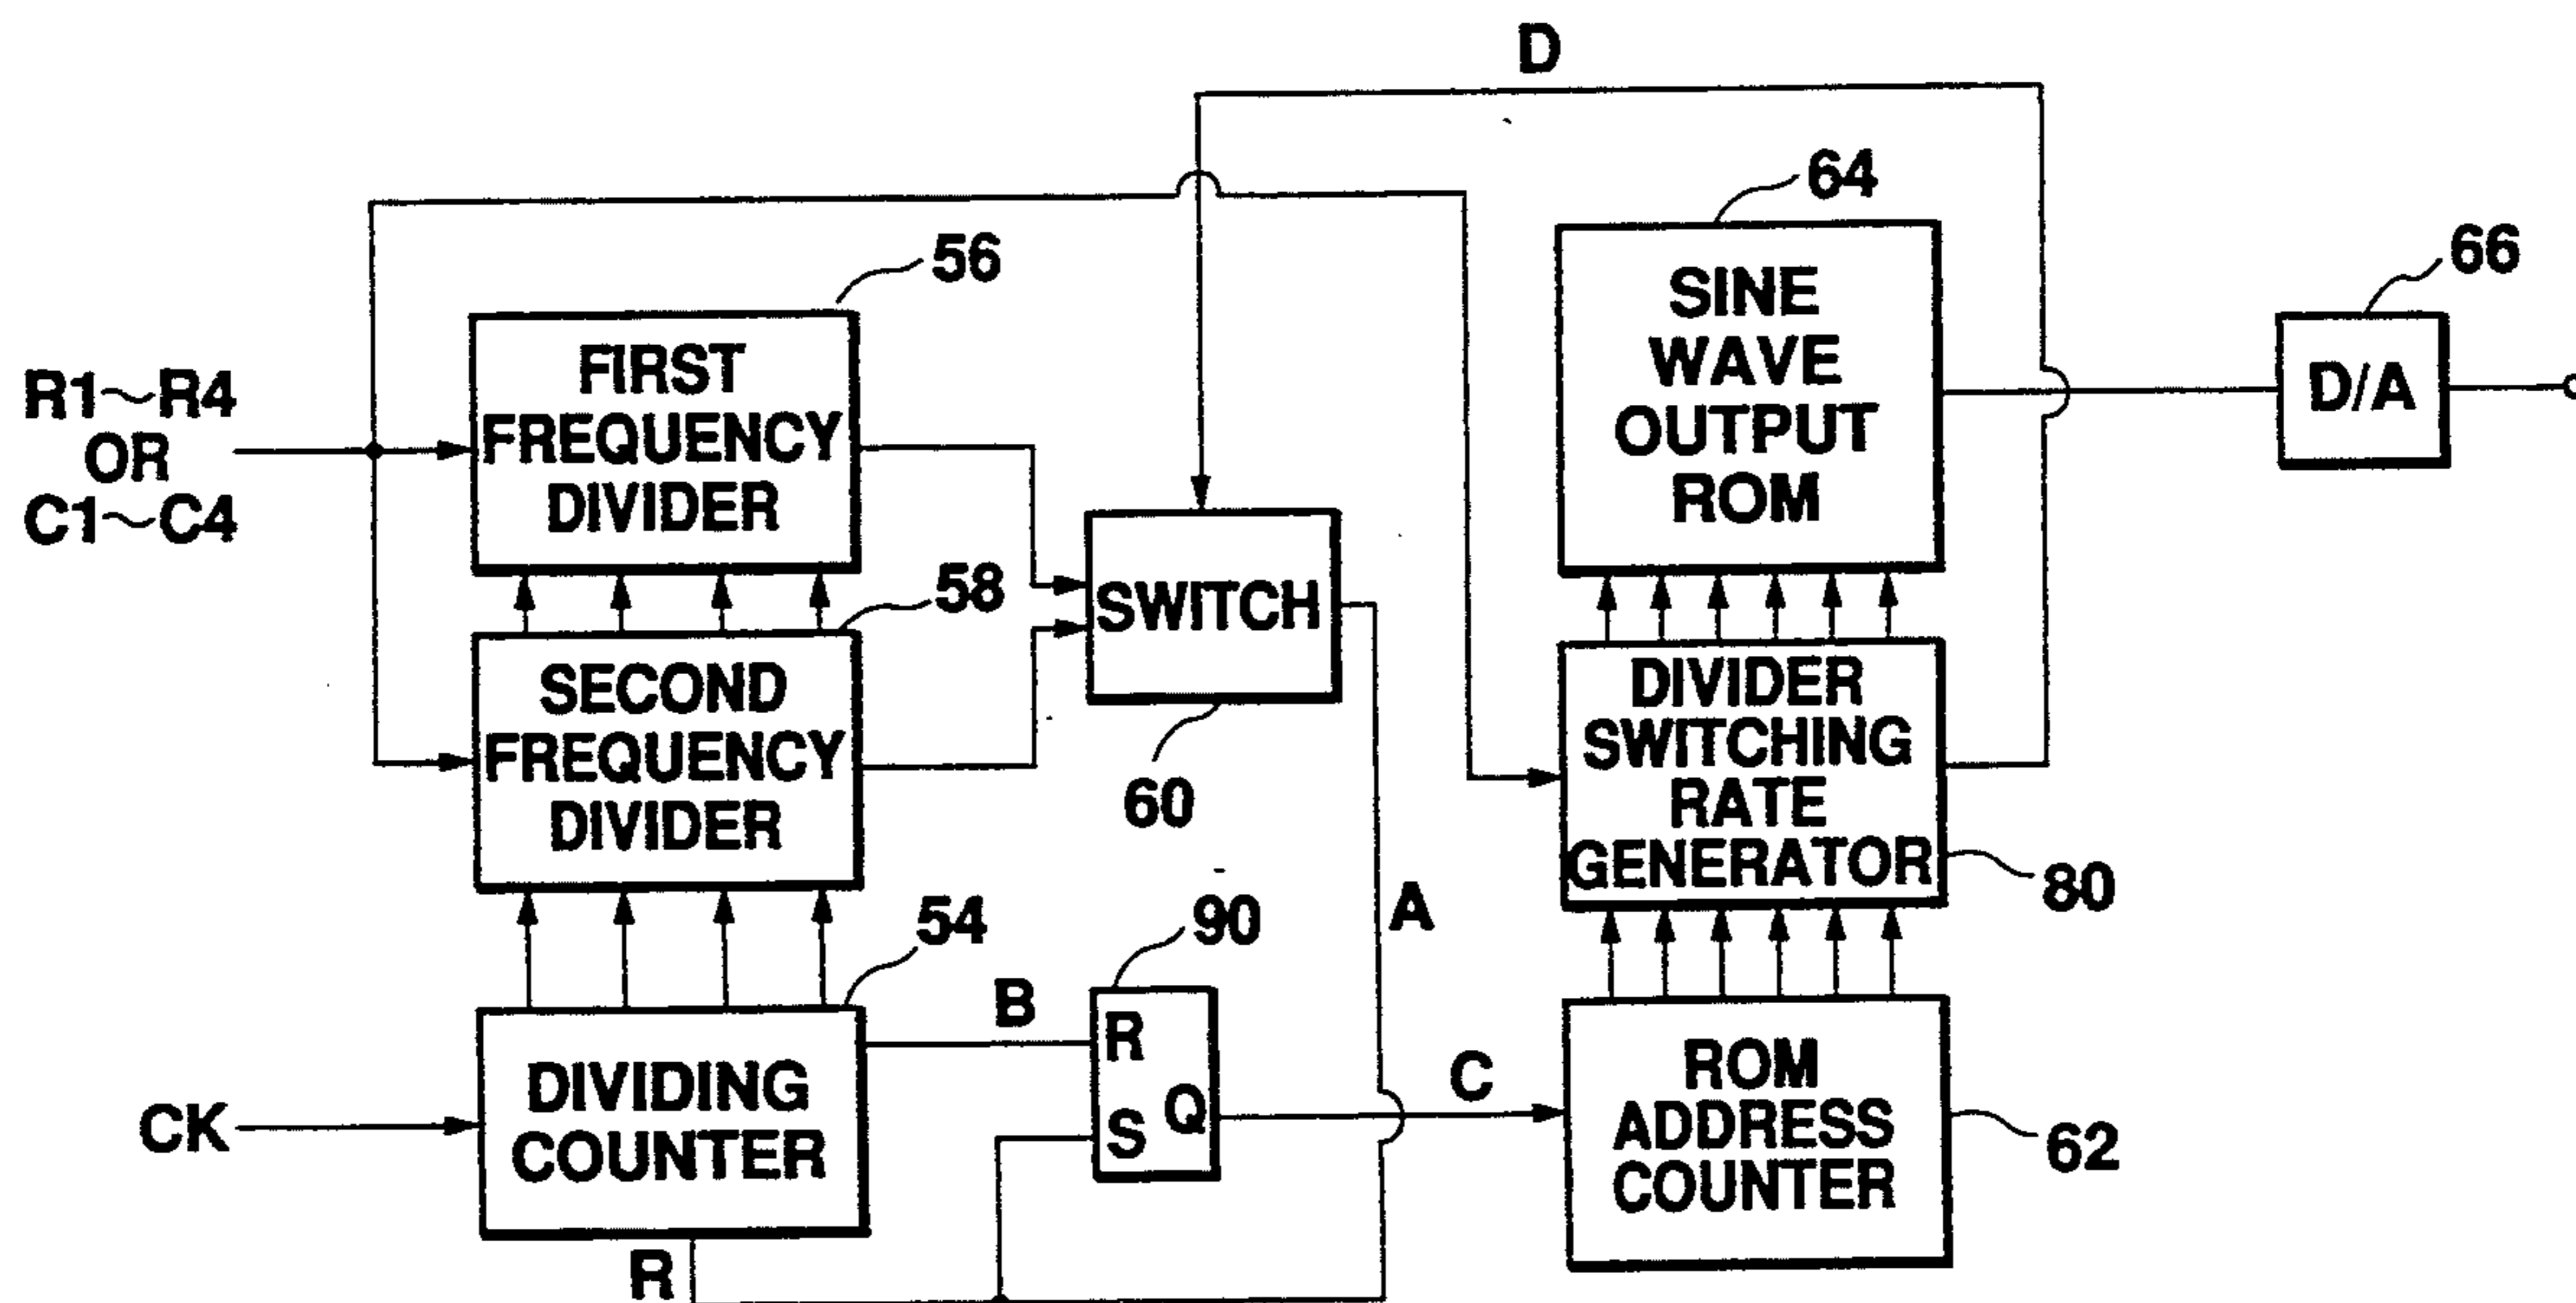 D
64
66
56
SINE
WAVE
OUTPUT
ROM
D/A
FIRST
FREQUENCY
DIVIDER
R1~R4
OR
C1~C4
58
SWITCH
60
SECOND
FREQUENCY
DIVIDER
DIVIDER
SWITCHING
RATE
GENERATOR
80
54
90
A
B
R
S
Q
C
DIVIDING
COUNTER
CK
R
ROM
ADDRESS
COUNTER
62